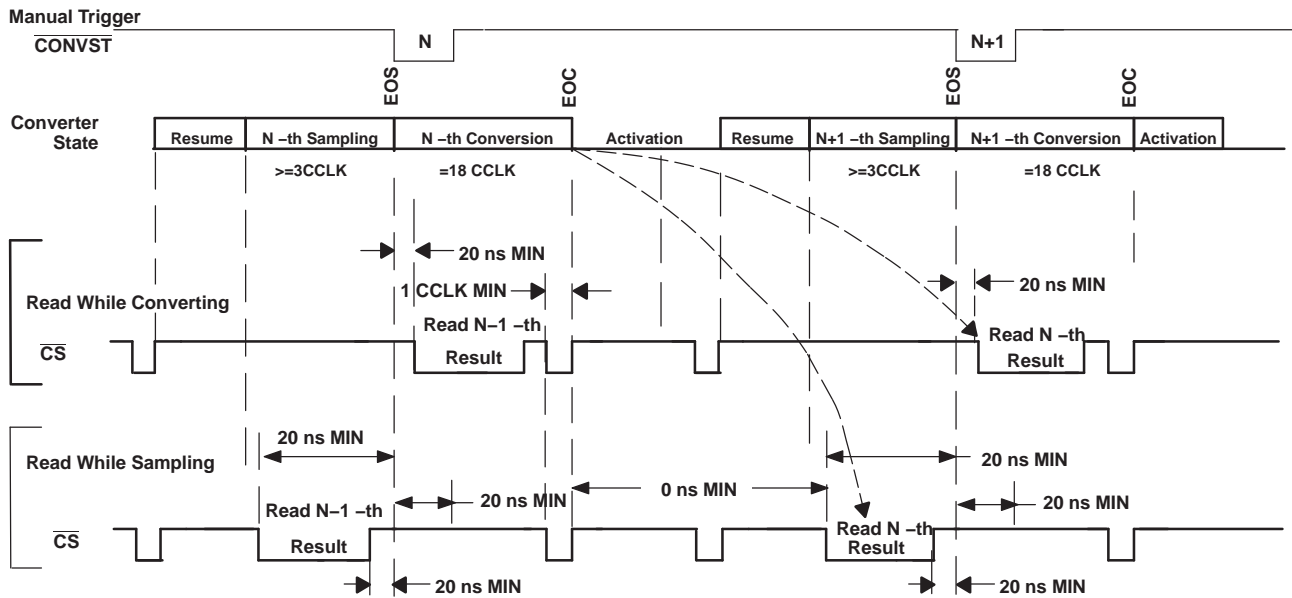 Manual Trigger
CONVST
N
N+1
EOS
EOC
EOS
EOC
Converter
State
Resume
N –th Sampling
N –th Conversion
Activation
Resume
N+1 –th Sampling
N+1 –th Conversion
Activation
>=3CCLK
=18 CCLK
>=3CCLK
=18 CCLK
20 ns MIN
20 ns MIN
1 CCLK MIN
Read While Converting
CS
Read N–1 –th
Result
Read N –th
Result
20 ns MIN
Read While Sampling
20 ns MIN
20 ns MIN
0 ns MIN
20 ns MIN
CS
Read N–1 –th
Result
Read N –th
Result
20 ns MIN
20 ns MIN